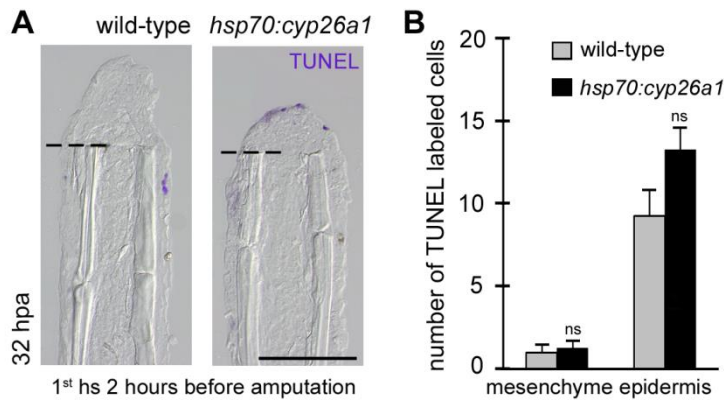 A
wild-type hsp70:cyp26a1
TUNEL
32 hpa
1st hs 2 hours before amputation
B
number of TUNEL labeled cells
20
15
10
5
0
wild-type
hsp70:cyp26a1
ns
ns
mesenchyme epidermis